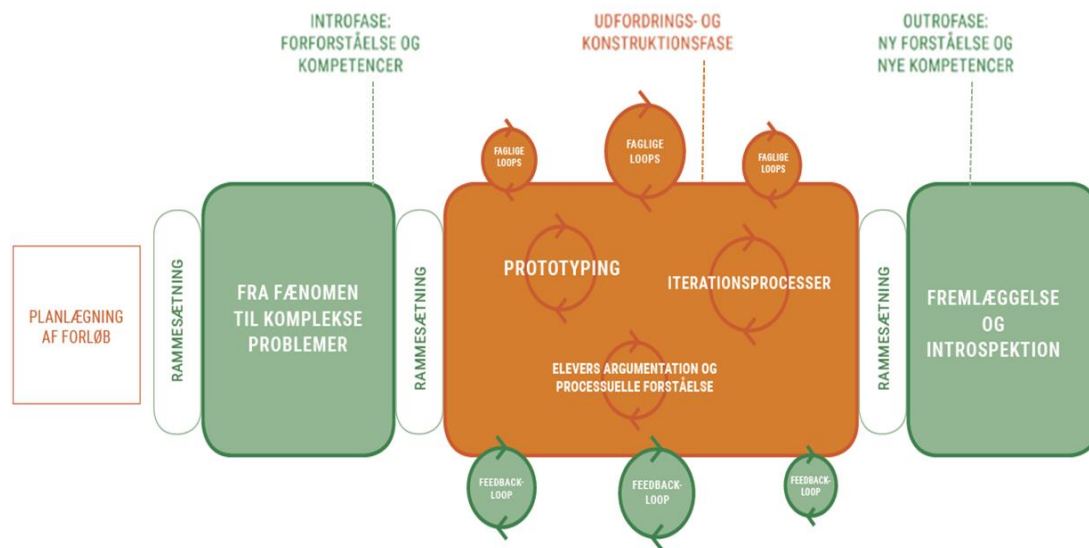 INTROFASE:
FORFORSTÅELSE OG
KOMPETENCER
UDFORDRINGS- OG
KONSTRUKTIONSFASE
OUTROFASE:
NY FORSTÅELSE OG
NYE KOMPETENCER
FAGLIGE
LOOPS
FAGLIGE
LOOPS
FAGLIGE
LOOPS
PLANLÆGNING
AF FORLØB
RAMMESÆTNING
FRA FÆNOMEN
TIL KOMPLEKSE
PROBLEMER
RAMMESÆTNING
PROTOTYPING
ITERATIONSPROCESSER
ELEVERS ARGUMENTATION OG
PROCESSUELLE FORSTÅELSE
RAMMESÆTNING
FREMLÆGGELSE
OG
INTROSPEKTION
FEEDBACK-
LOOP
FEEDBACK-
LOOP
FEEDBACK-
LOOP